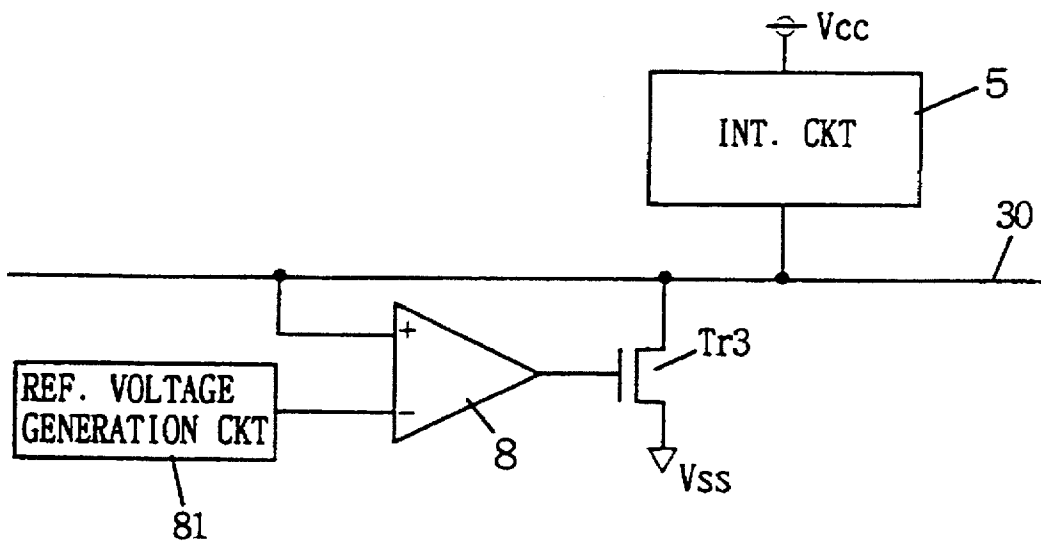 Vcc
5
INT. CKT
30
+
Tr3
REF. VOLTAGE
GENERATION CKT
−
8
Vss
81